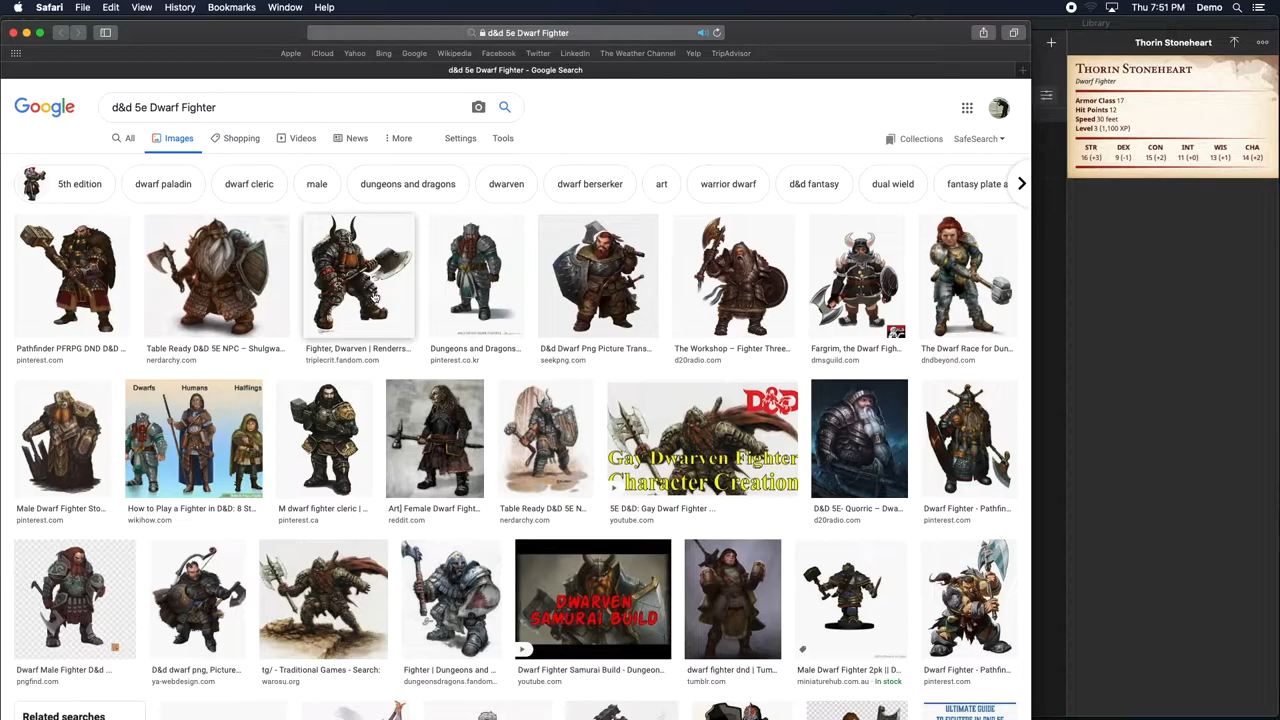 Safari File Edit View History Bookmarks Window Help
Thu 7:51 PM Demo
d&d 5e Dwarf Fighter
Apple iCloud Yahoo Bing Google Wikipedia Facebook Twitter LinkedIn The Weather Channel Yelp TripAdvisor
d&d 5e Dwarf Fighter - Google Search
Google
d&d 5e Dwarf Fighter
All Images Shopping Videos News More Settings Tools
Collections SafeSearch
5th edition dwarf paladin dwarf cleric male dungeons and dragons dwarven dwarf berserker art warrior dwarf d&d fantasy dual wield fantasy plate a
Pathfinder PFRPG DND D&D ... Table Ready D&D 5E NPC – Shulgwa... Fighter, Dwarven | Renderrs... Dungeons and Dragons... D&d Dwarf Png Picture Trans... The Workshop – Fighter Three... Fargrim, the Dwarf Figh... The Dwarf Race for Dun...
pinterest.com nerdarchy.com triplecrit.fandom.com pinterest.co.kr seekpng.com d20radio.com dmsguild.com dndbeyond.com
Dwarfs Humans Halflings
D&D
Gay Dwarven Fighter
Character Creation
Male Dwarf Fighter Sto... How to Play a Fighter in D&D: 8 St... M dwarf fighter cleric | ... Art] Female Dwarf Fight... Table Ready D&D 5E N... 5E D&D: Gay Dwarf Fighter ... D&D 5E- Quorric – Dwa... Dwarf Fighter - Pathfin...
pinterest.com wikihow.com pinterest.ca reddit.com nerdarchy.com youtube.com d20radio.com pinterest.com
DWARVEN
SAMURAI BUILD
Dwarf Male Fighter D&d ... D&d dwarf png, Picture... tg/ - Traditional Games - Search: Fighter | Dungeons and ... Dwarf Fighter Samurai Build - Dungeon... dwarf fighter dnd | Tum... Male Dwarf Fighter 2pk || D... Dwarf Fighter - Pathfin...
pngfind.com ya-webdesign.com warosu.org dungeonsdragons.fandom... youtube.com tumblr.com miniaturehub.com.au · In stock pinterest.com
Related searches
ULTIMATE GUIDE
TO FIGHTERS IN DND 5E
Library
Thorin Stoneheart
Thorin Stoneheart
Dwarf Fighter
Armor Class 17
Hit Points 12
Speed 30 feet
Level 3 (1,100 XP)
STR DEX CON INT WIS CHA
16 (+3) 9 (-1) 15 (+2) 11 (+0) 13 (+1) 14 (+2)